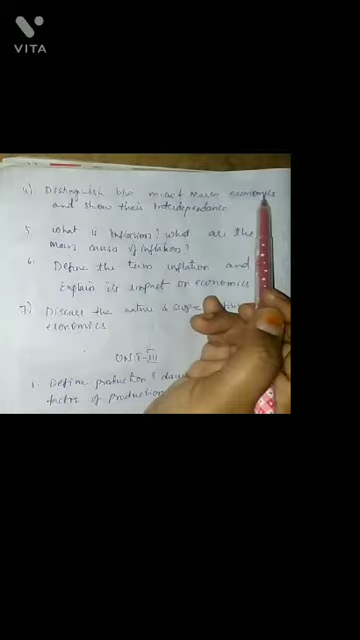 VITA
4) Distinguish b/w micro & macro economics
and show their Interdependance
5 What is Inflation? What are the
main causes of inflation?
6. Define the term inflation and
Explain its impact on economics
7) Discuss the nature & scope
economics
UNIT-III
1. Define production?
factor of production